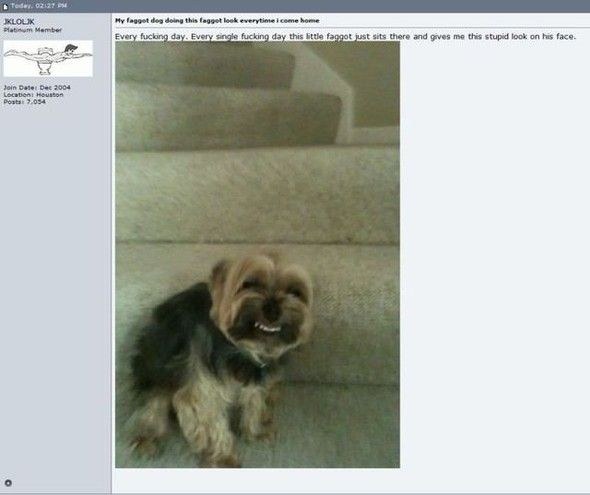 Today, 02:27 PM
JKLOLJK
Platinum Member
Join Date: Dec 2004
Location: Houston
Posts: 7,054
My faggot dog doing this faggot look everytime i come home
Every fucking day. Every single fucking day this little faggot just sits there and gives me this stupid look on his face.